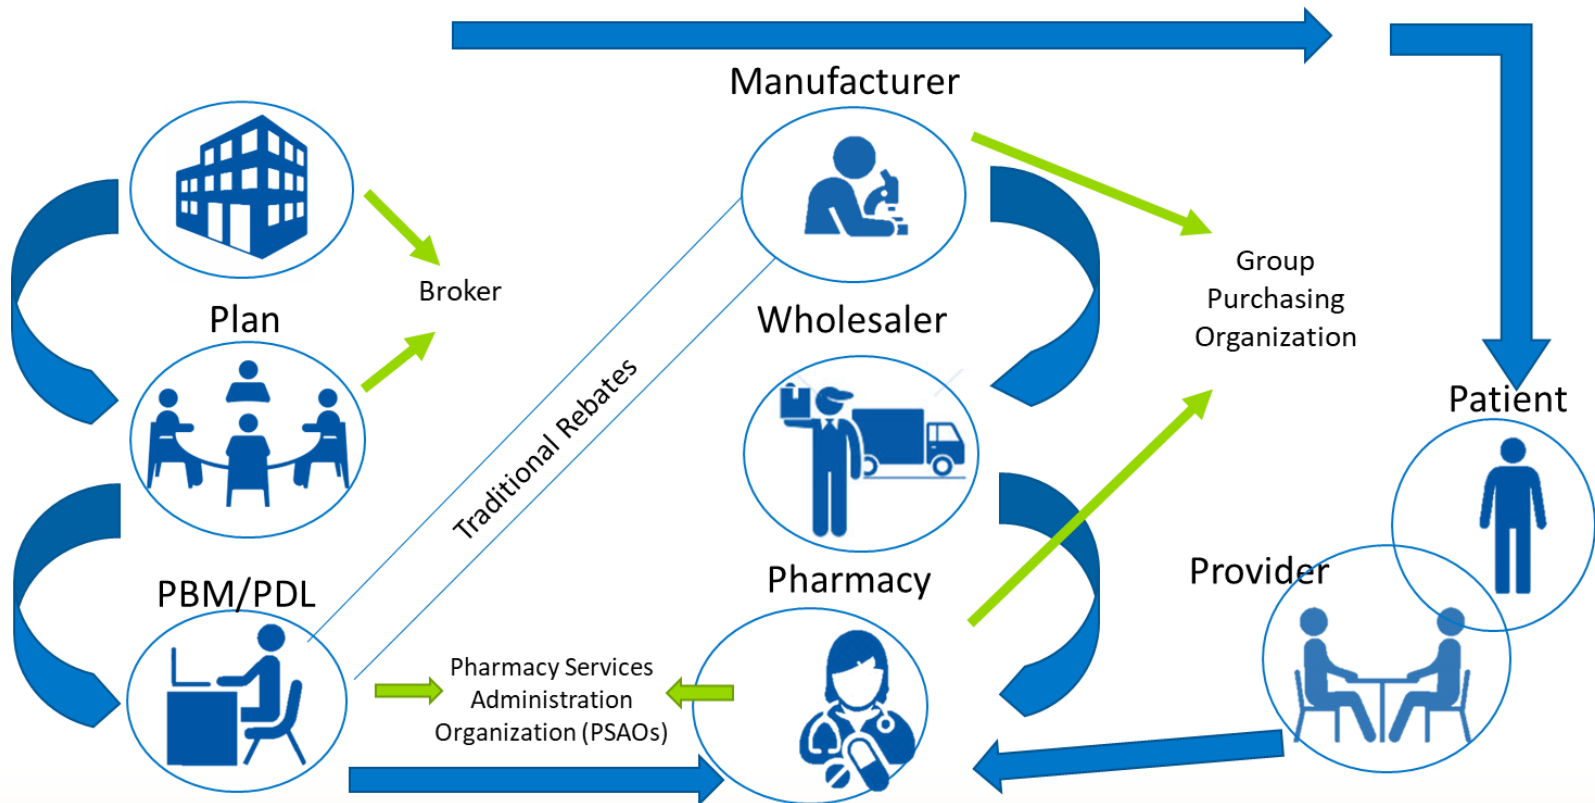 Manufacturer
Broker
Plan
Wholesaler
Group
Purchasing
Organization
Traditional Rebates
Patient
PBM/PDL
Pharmacy
Provider
Pharmacy Services
Administration
Organization (PSAOs)